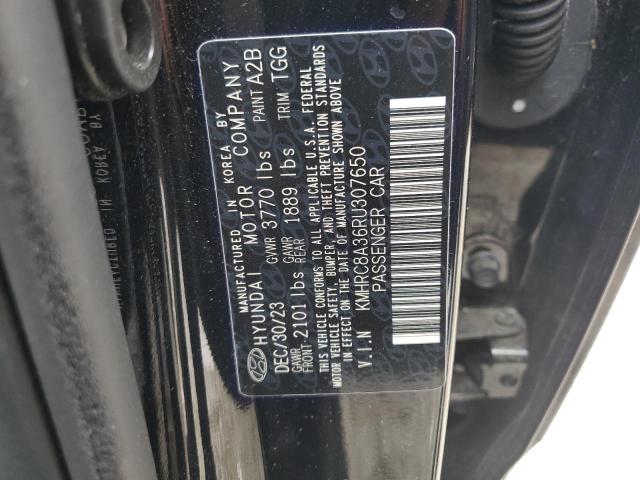 MANUFACTURED IN KOREA BY
HYUNDAI MOTOR COMPANY
DEC/30/23 GVWR 3770 lbs PAINT A2B
GAWR FRONT 2101 lbs GAWR REAR 1889 lbs TRIM TGG
THIS VEHICLE CONFORMS TO ALL APPLICABLE U.S.A. FEDERAL
MOTOR VEHICLE SAFETY, BUMPER, AND THEFT PREVENTION STANDARDS
IN EFFECT ON THE DATE OF MANUFACTURE SHOWN ABOVE
V.I.N KMHRC8A36RU307650
PASSENGER CAR